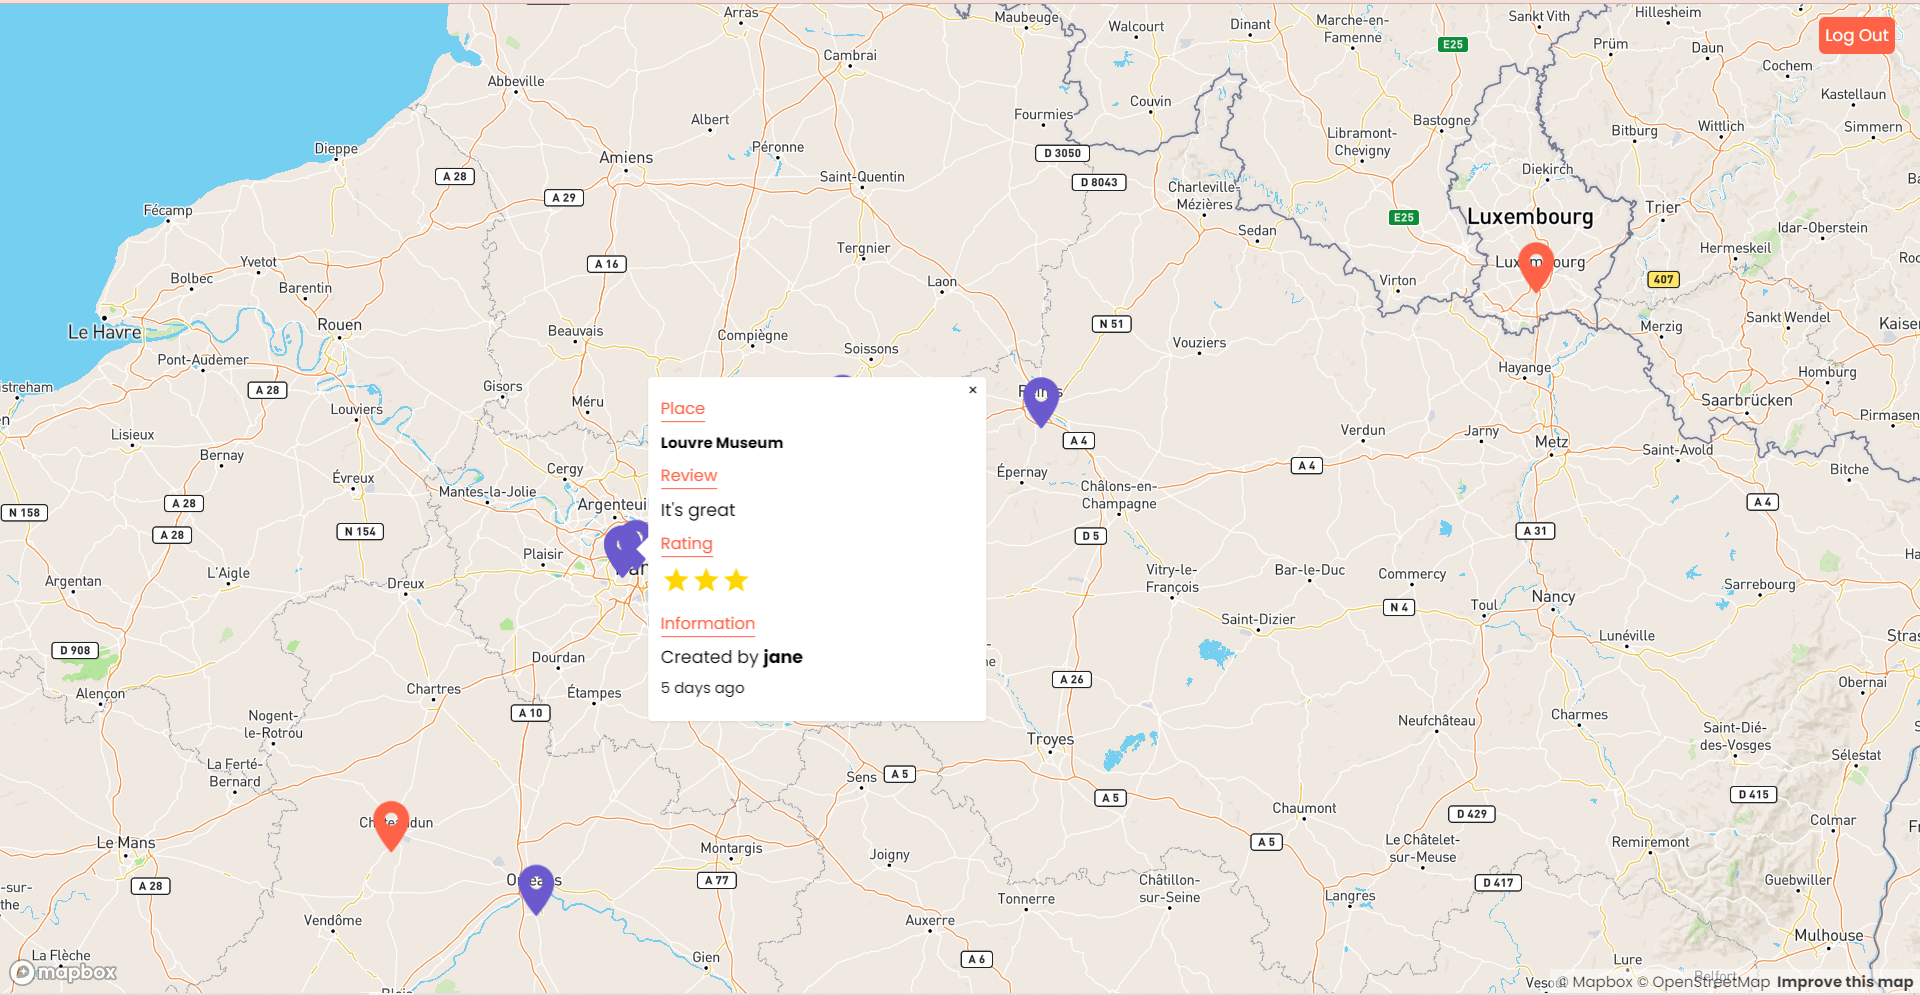 Arras
Maubeuge
Walcourt
Dinant
Marche-en-
Famenne
Sankt Vith
Hillesheim
Log Out
Cambrai
E25
Prüm
Daun
Cochem
Abbeville
Kastellaun
Albert
Fourmies
Couvin
Bastogne
Libramont-
Chevigny
Bitburg
Wittlich
Simmern
Dieppe
Amiens
Péronne
D 3050
A 28
Saint-Quentin
D 8043
Charleville-
Mézières
Diekirch
A 29
Fécamp
E25
Luxembourg
Trier
Sedan
Idar-Oberstein
Tergnier
Hermeskeil
Yvetot
A 16
Bolbec
Barentin
Laon
Virton
407
Le Havre
Rouen
Beauvais
Compiègne
N 51
Merzig
Sankt Wendel
Kaiser
Pont-Audemer
Soissons
Vouziers
Hayange
Homburg
A 28
Gisors
Méru
Louviers
Saarbrücken
Pirmasen
Lisieux
Place
A 4
Verdun
Jarny
Metz
Saint-Avold
Louvre Museum
Bernay
Cergy
Épernay
A 4
Bitche
Évreux
Review
Mantes-la-Jolie
Châlons-en-
Champagne
A 28
A 4
N 158
Argenteui
It's great
A 28
N 154
D 5
A 31
Rating
Plaisir
L'Aigle
Vitry-le-
François
Bar-le-Duc
Commercy
Argentan
Dreux
Nancy
Sarrebourg
N 4
Toul
Saint-Dizier
Information
Lunéville
Stras
D 908
Dourdan
Created by jane
A 26
Obernai
Alençon
Chartres
Étampes
5 days ago
A 10
Neufchâteau
Charmes
Nogent-
le-Rotrou
Troyes
Saint-Dié-
des-Vosges
Sélestat
La Ferté-
Bernard
Sens
A 5
A 5
Chaumont
D 429
D 415
Colmar
Le Mans
A 5
Le Châtelet-
sur-Meuse
Remiremont
Montargis
Joigny
A 28
A 77
Châtillon-
sur-Seine
D 417
Guebwiller
Tonnerre
Langres
Vendôme
Auxerre
Mulhouse
La Flèche
Gien
A 6
Lure
mapbox
Belfort
© Mapbox © OpenStreetMap Improve this map